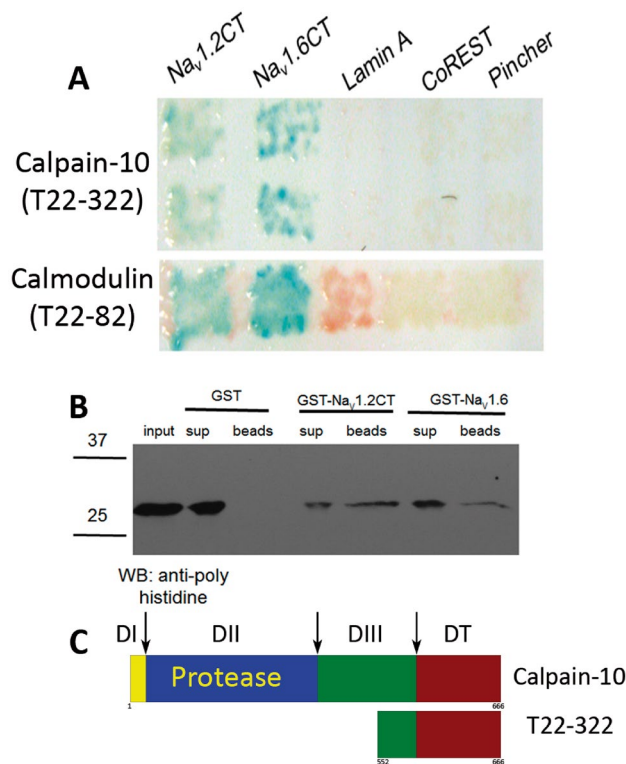 Naᵥ1.2CT Naᵥ1.6CT Lamin A CoREST Pincher
A
Calpain-10
(T22-322)
Calmodulin
(T22-82)
B
GST GST-Naᵥ1.2CT GST-Naᵥ1.6
input sup beads sup beads sup beads
37
25
WB: anti-poly
histidine
C
DI DII DIII DT
Protease
Calpain-10
1 666
T22-322
552 666